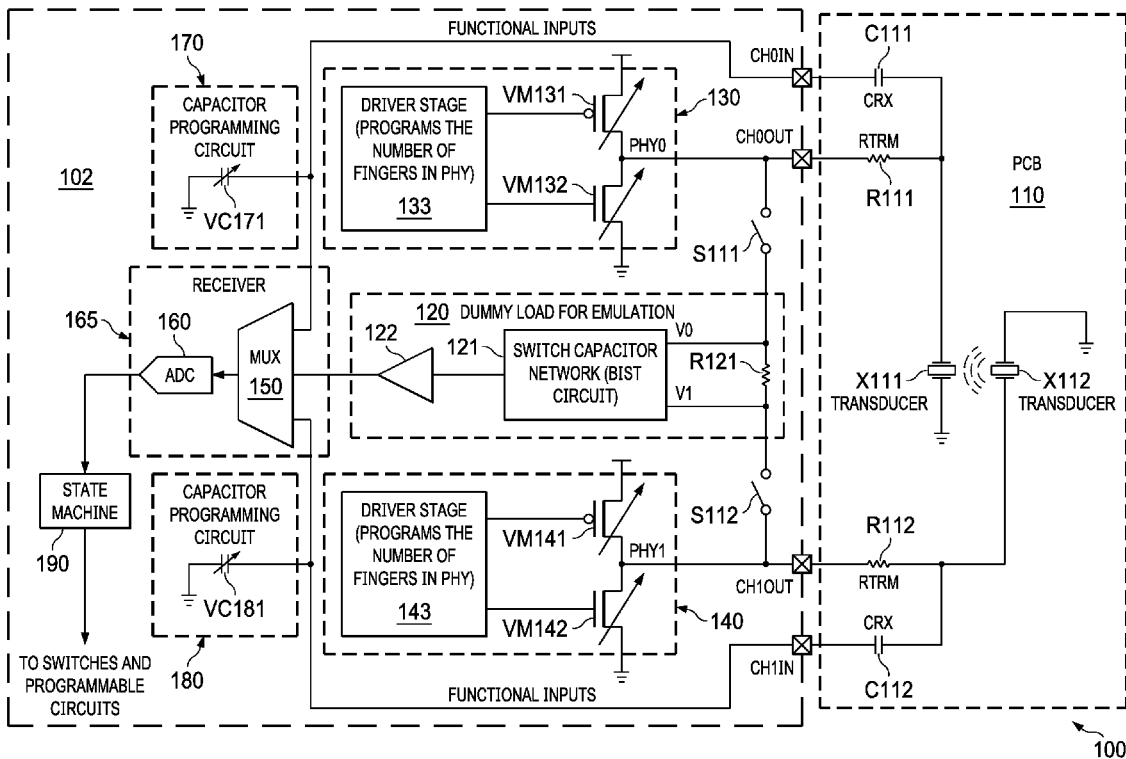 FUNCTIONAL INPUTS
170
CAPACITOR
PROGRAMMING
CIRCUIT
VC171
102
DRIVER STAGE
(PROGRAMS THE
NUMBER OF
FINGERS IN PHY)
133
VM131
VM132
PHY0
130
CH0IN
CH0OUT
C111
CRX
RTRM
R111
PCB
110
S111
RECEIVER
165
160
ADC
MUX
150
120
DUMMY LOAD FOR EMULATION
122
121
SWITCH CAPACITOR
NETWORK (BIST
CIRCUIT)
V0
R121
V1
X111
TRANSDUCER
X112
TRANSDUCER
STATE
MACHINE
190
TO SWITCHES AND
PROGRAMMABLE
CIRCUITS
CAPACITOR
PROGRAMMING
CIRCUIT
VC181
180
DRIVER STAGE
(PROGRAMS THE
NUMBER OF
FINGERS IN PHY)
143
VM141
VM142
PHY1
140
S112
CH1OUT
CH1IN
R112
RTRM
CRX
C112
FUNCTIONAL INPUTS
100